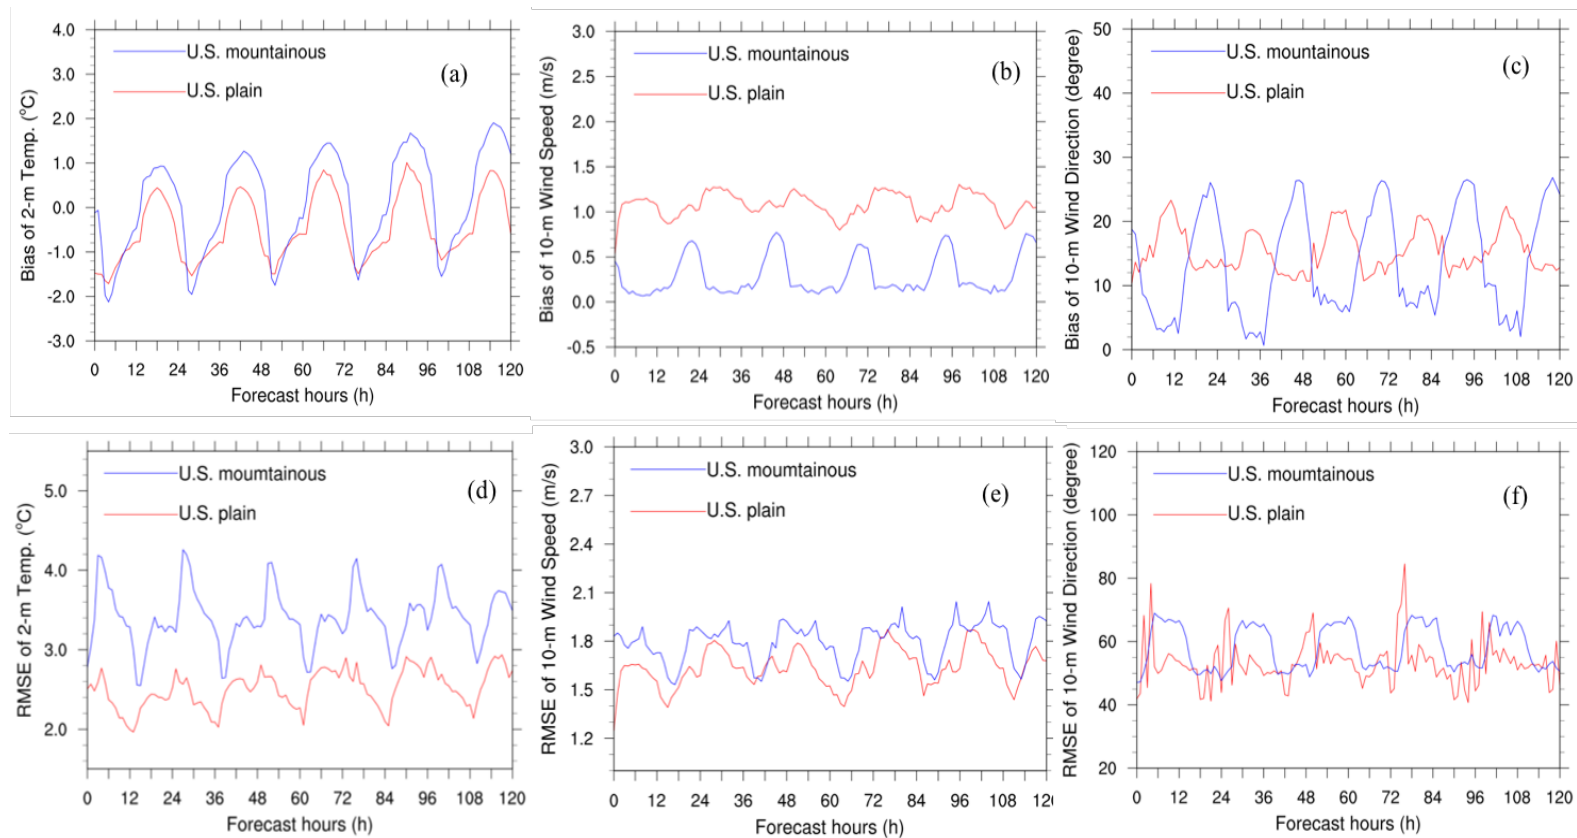 U.S. mountainous
U.S. plain
(a)
Bias of 2-m Temp. (°C)
4.0
3.0
2.0
1.0
0.0
-1.0
-2.0
-3.0
0 12 24 36 48 60 72 84 96 108 120
Forecast hours (h)
U.S. mountainous
U.S. plain
(b)
Bias of 10-m Wind Speed (m/s)
3.0
2.5
2.0
1.5
1.0
0.5
0.0
-0.5
0 12 24 36 48 60 72 84 96 108 120
Forecast hours (h)
U.S. mountainous
U.S. plain
(c)
Bias of 10-m Wind Direction (degree)
50
40
30
20
10
0
0 12 24 36 48 60 72 84 96 108 120
Forecast hours (h)
U.S. moumtainous
U.S. plain
(d)
RMSE of 2-m Temp. (°C)
5.0
4.0
3.0
2.0
0 12 24 36 48 60 72 84 96 108 120
Forecast hours (h)
U.S. moumtainous
U.S. plain
(e)
RMSE of 10-m Wind Speed (m/s)
3.0
2.7
2.4
2.1
1.8
1.5
1.2
0 12 24 36 48 60 72 84 96 108 120
Forecast hours (h)
U.S. mountainous
U.S. plain
(f)
RMSE of 10-m Wind Direction (degree)
120
100
80
60
40
20
0 12 24 36 48 60 72 84 96 108 120
Forecast hours (h)